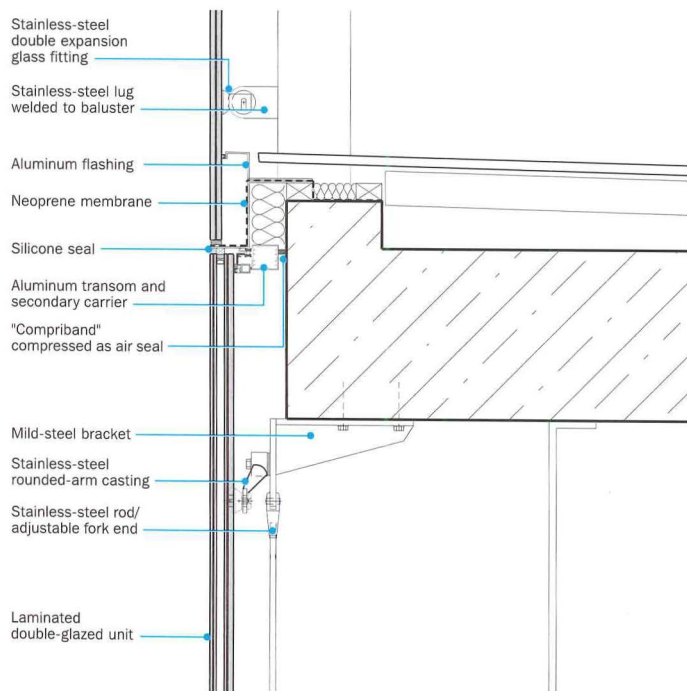 Stainless-steel
double expansion
glass fitting
Stainless-steel lug
welded to baluster
Aluminum flashing
Neoprene membrane
Silicone seal
Aluminum transom and
secondary carrier
"Compriband"
compressed as air seal
Mild-steel bracket
Stainless-steel
rounded-arm casting
Stainless-steel rod/
adjustable fork end
Laminated
double-glazed unit